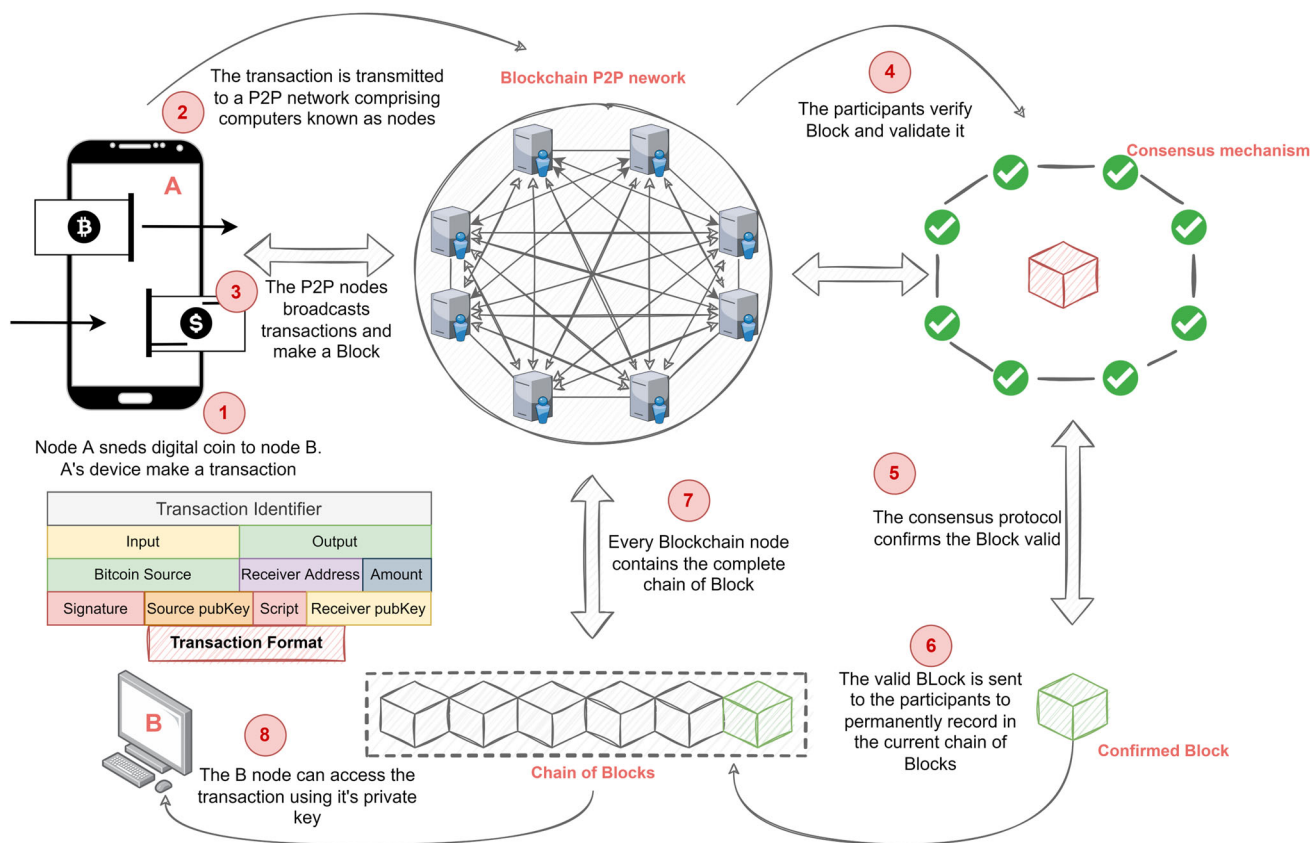 2
The transaction is transmitted
to a P2P network comprising
computers known as nodes
Blockchain P2P nework
4
The participants verify
Block and validate it
Consensus mechanism
A
3
The P2P nodes
broadcasts
transactions and
make a Block
1
Node A sneds digital coin to node B.
A's device make a transaction
Transaction Identifier
Input Output
Bitcoin Source Receiver Address Amount
Signature Source pubKey Script Receiver pubKey
Transaction Format
7
Every Blockchain node
contains the complete
chain of Block
5
The consensus protocol
confirms the Block valid
6
The valid BLock is sent
to the participants to
permanently record in
the current chain of
Blocks
Confirmed Block
Chain of Blocks
B
8
The B node can access the
transaction using it's private
key